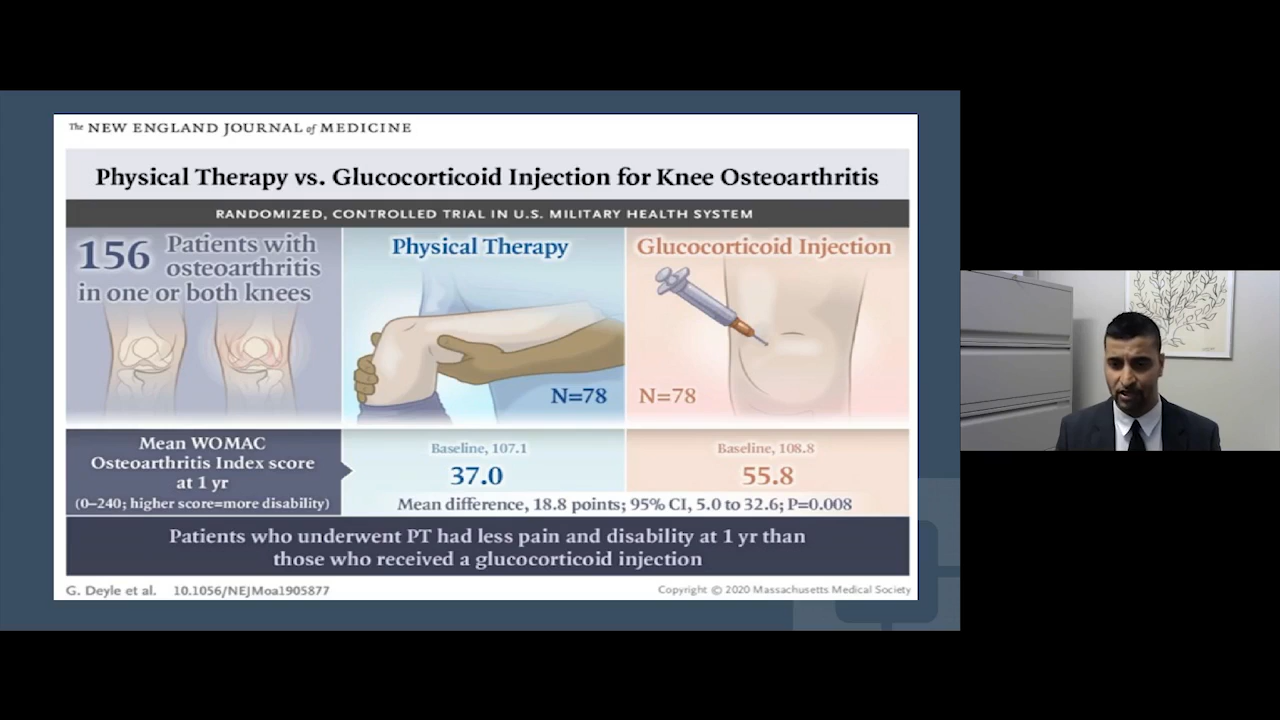 The NEW ENGLAND JOURNAL of MEDICINE
Physical Therapy vs. Glucocorticoid Injection for Knee Osteoarthritis
RANDOMIZED, CONTROLLED TRIAL IN U.S. MILITARY HEALTH SYSTEM
156 Patients with
osteoarthritis
in one or both knees
Physical Therapy
N=78
Glucocorticoid Injection
N=78
Mean WOMAC
Osteoarthritis Index score
at 1 yr
(0–240; higher score=more disability)
Baseline, 107.1
37.0
Baseline, 108.8
55.8
Mean difference, 18.8 points; 95% CI, 5.0 to 32.6; P=0.008
Patients who underwent PT had less pain and disability at 1 yr than
those who received a glucocorticoid injection
G. Deyle et al. 10.1056/NEJMoa1905877
Copyright © 2020 Massachusetts Medical Society